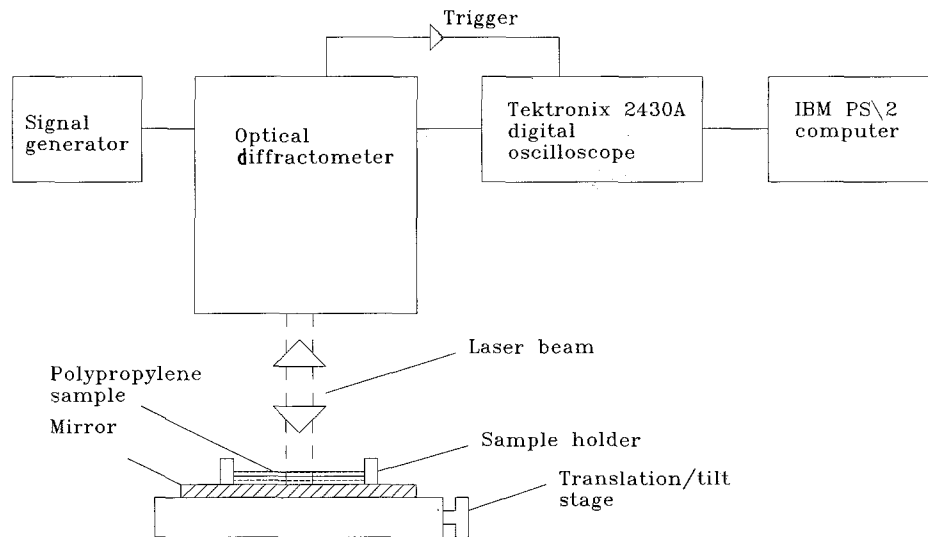 Trigger
Signal
generator
Optical
diffractometer
Tektronix 2430A
digital
oscilloscope
IBM PS\2
computer
Laser beam
Polypropylene
sample
Mirror
Sample holder
Translation/tilt
stage